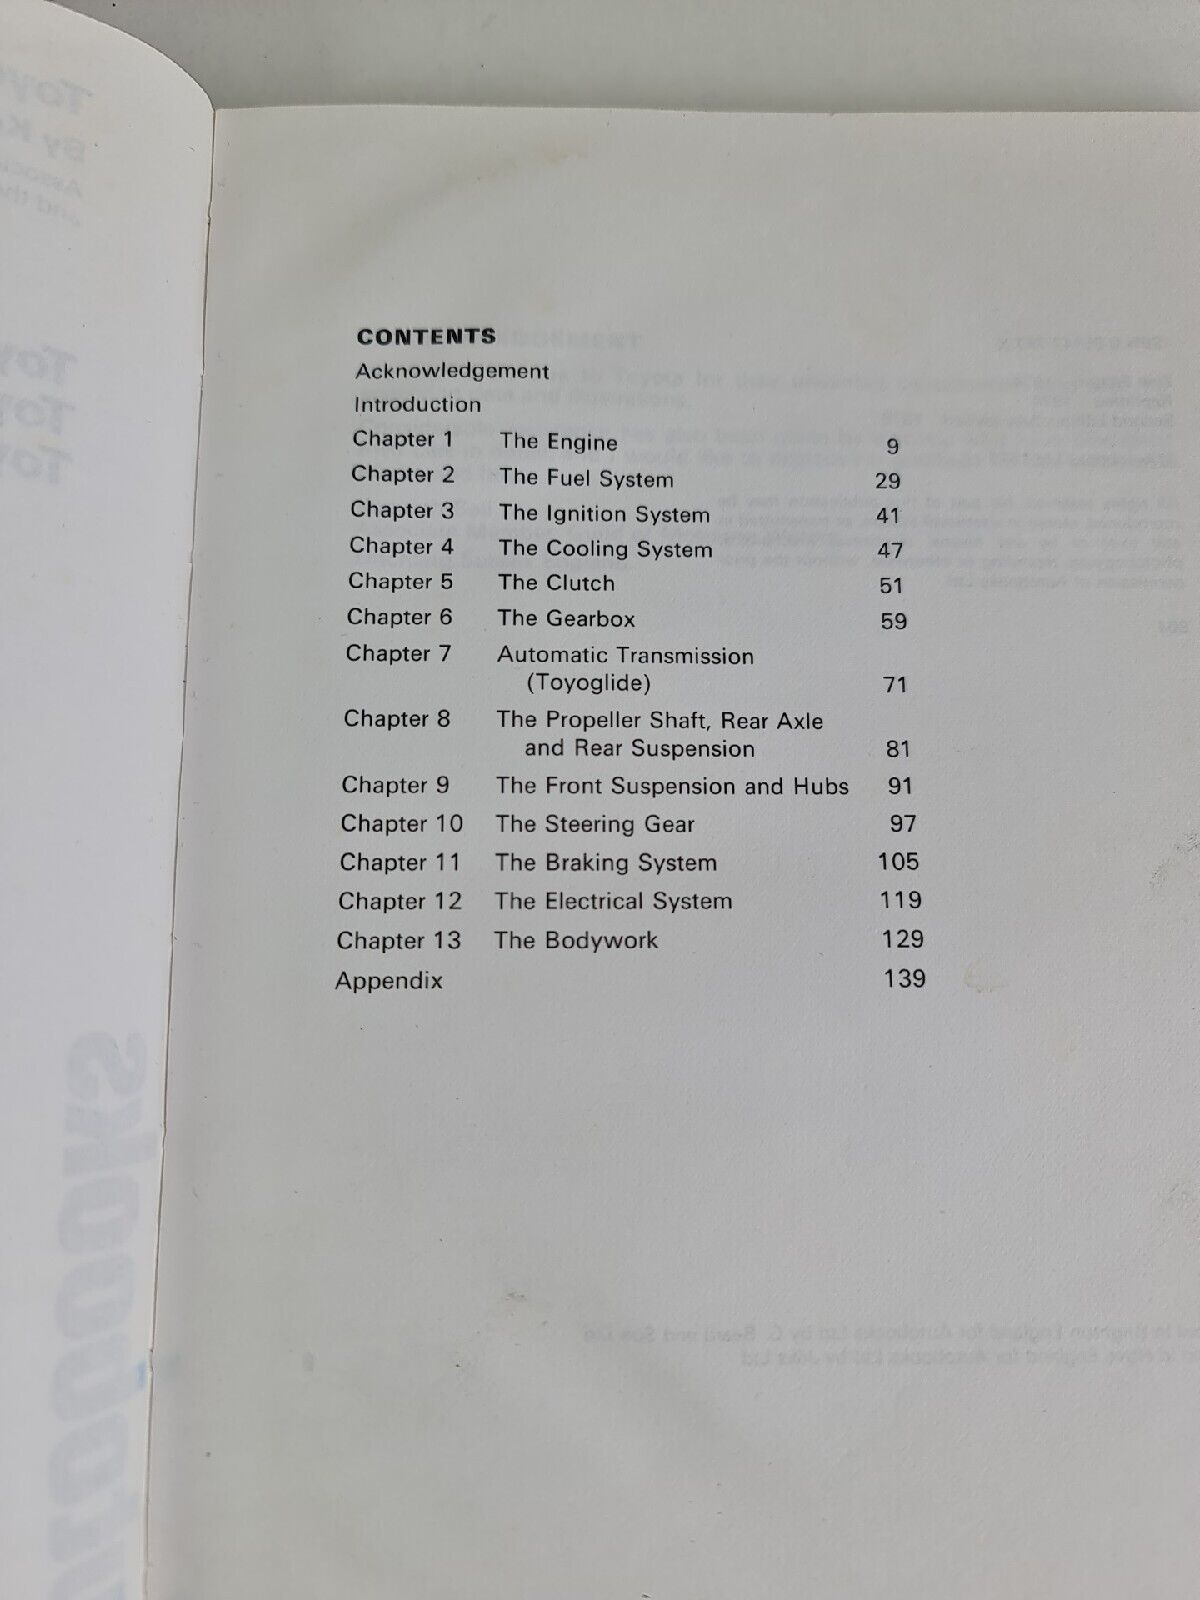 CONTENTS
Acknowledgement
Introduction
Chapter 1 The Engine 9
Chapter 2 The Fuel System 29
Chapter 3 The Ignition System 41
Chapter 4 The Cooling System 47
Chapter 5 The Clutch 51
Chapter 6 The Gearbox 59
Chapter 7 Automatic Transmission
(Toyoglide) 71
Chapter 8 The Propeller Shaft, Rear Axle
and Rear Suspension 81
Chapter 9 The Front Suspension and Hubs 91
Chapter 10 The Steering Gear 97
Chapter 11 The Braking System 105
Chapter 12 The Electrical System 119
Chapter 13 The Bodywork 129
Appendix 139